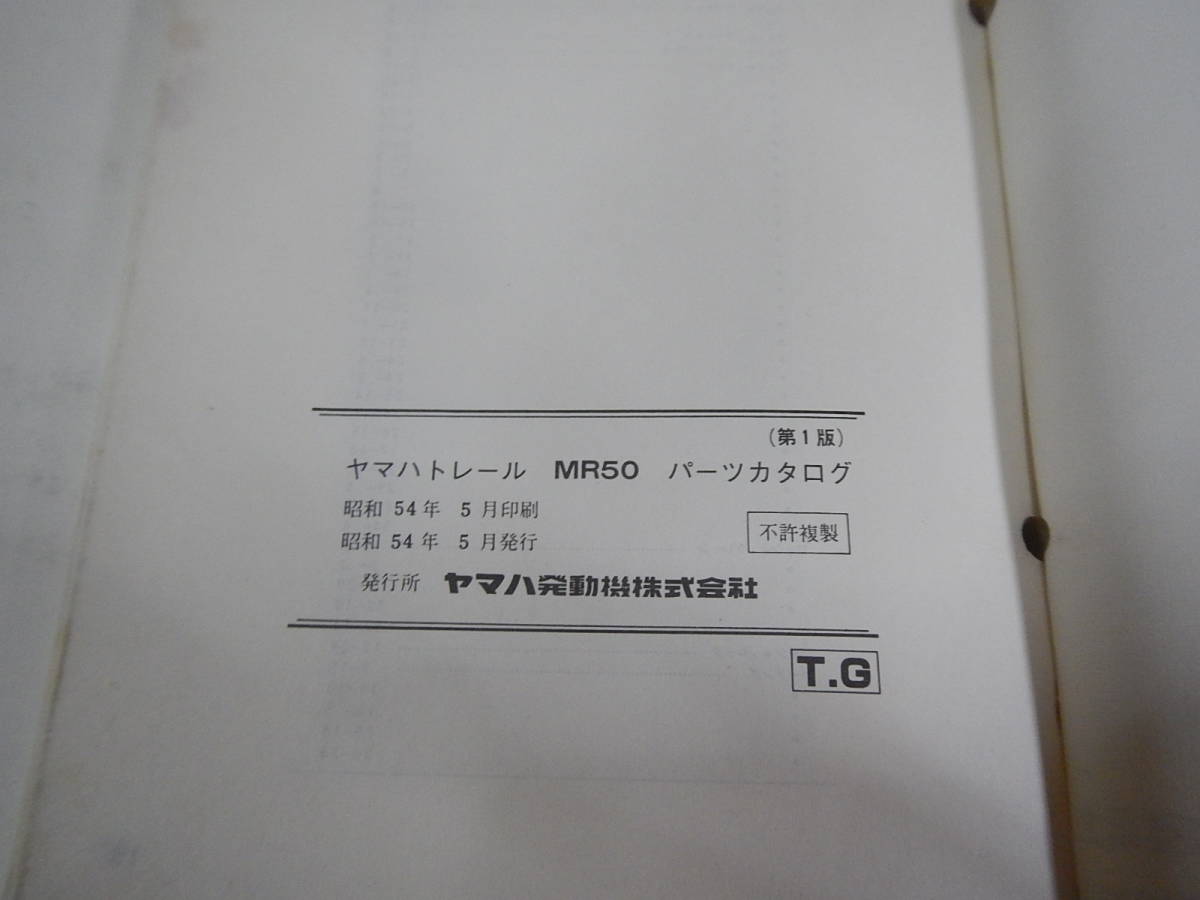 (第1版)
ヤマハトレール MR50 パーツカタログ
昭和 54年 5月印刷
昭和 54年 5月発行
不許複製
発行所 ヤマハ発動機株式会社
T.G